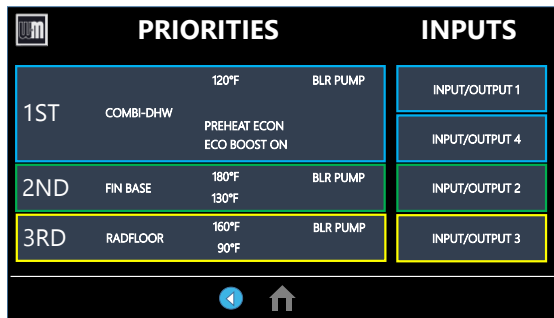 wm PRIORITIES INPUTS
1ST COMBI-DHW 120°F BLR PUMP INPUT/OUTPUT 1
PREHEAT ECON
ECO BOOST ON INPUT/OUTPUT 4
2ND FIN BASE 180°F BLR PUMP INPUT/OUTPUT 2
130°F
3RD RADFLOOR 160°F BLR PUMP INPUT/OUTPUT 3
90°F